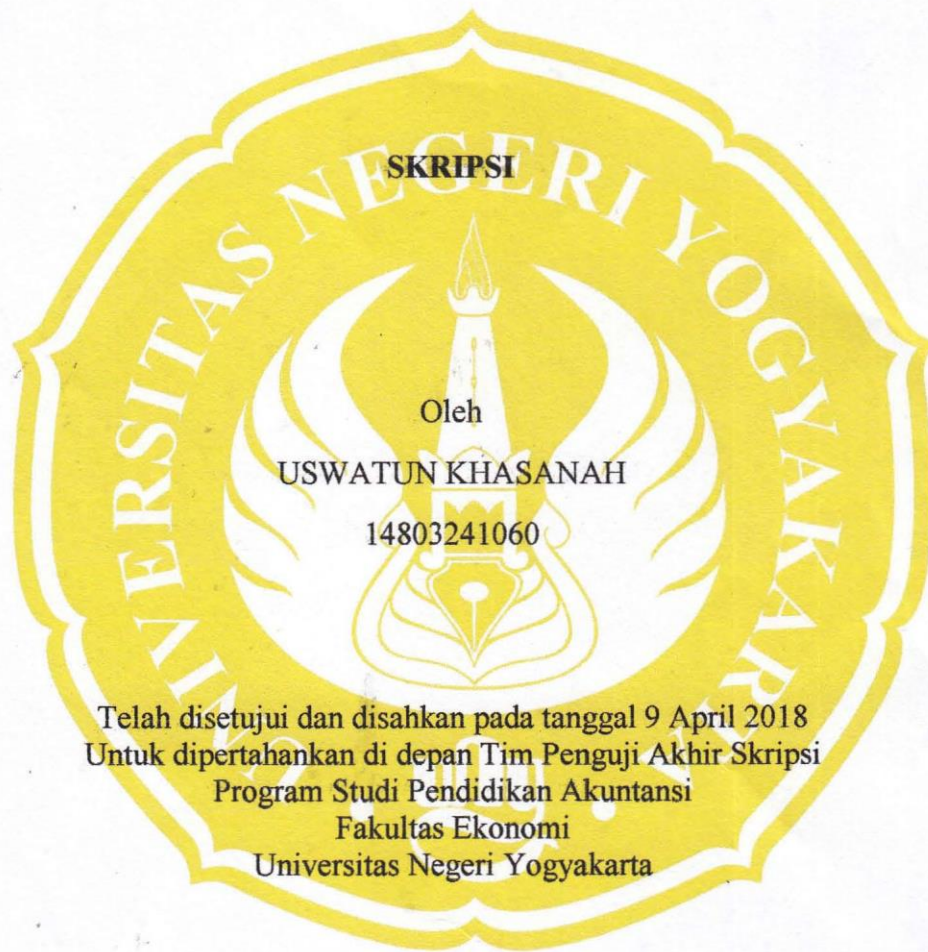 UNIVERSITAS NEGERI YOGYAKARTA
SKRIPSI
Oleh
USWATUN KHASANAH
14803241060
Telah disetujui dan disahkan pada tanggal 9 April 2018
Untuk dipertahankan di depan Tim Penguji Akhir Skripsi
Program Studi Pendidikan Akuntansi
Fakultas Ekonomi
Universitas Negeri Yogyakarta